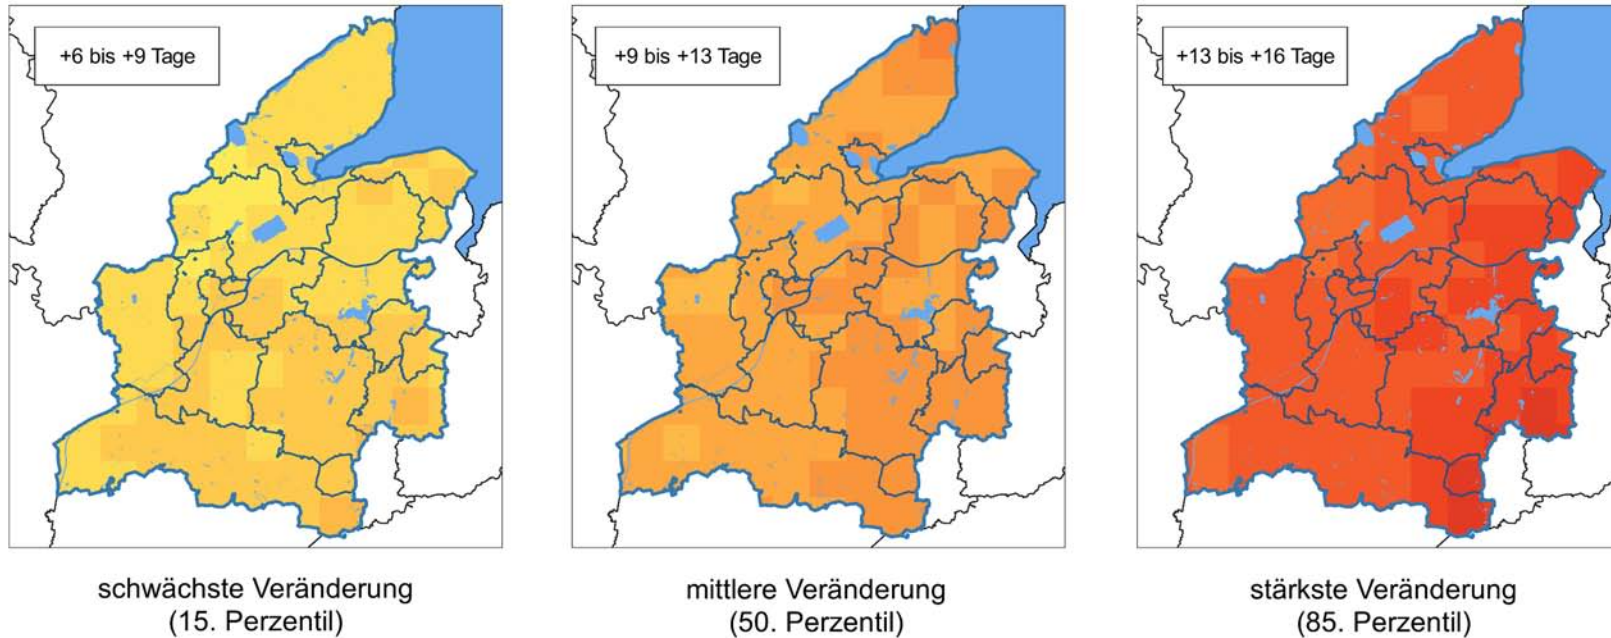 +6 bis +9 Tage
+9 bis +13 Tage
+13 bis +16 Tage
schwächste Veränderung
(15. Perzentil)
mittlere Veränderung
(50. Perzentil)
stärkste Veränderung
(85. Perzentil)